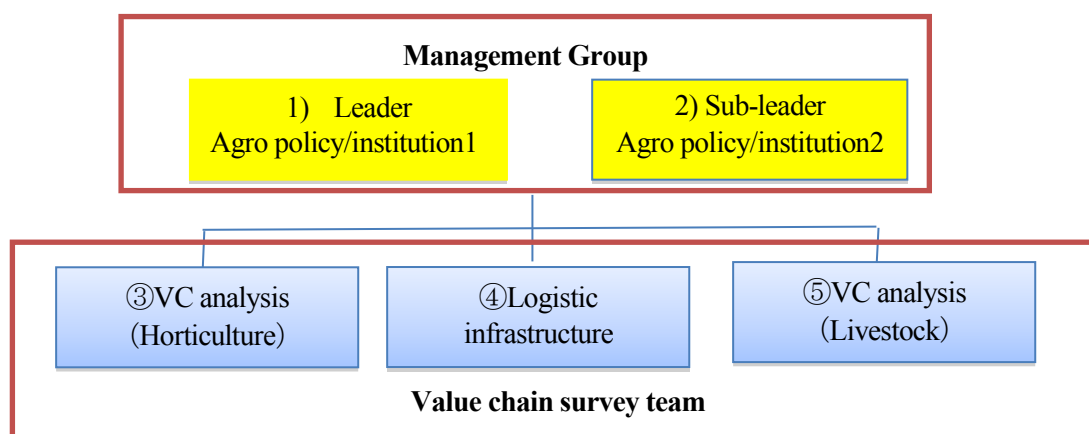 Management Group
1) Leader
Agro policy/institution1
2) Sub-leader
Agro policy/institution2
③VC analysis
（Horticulture）
④Logistic
infrastructure
⑤VC analysis
（Livestock）
Value chain survey team